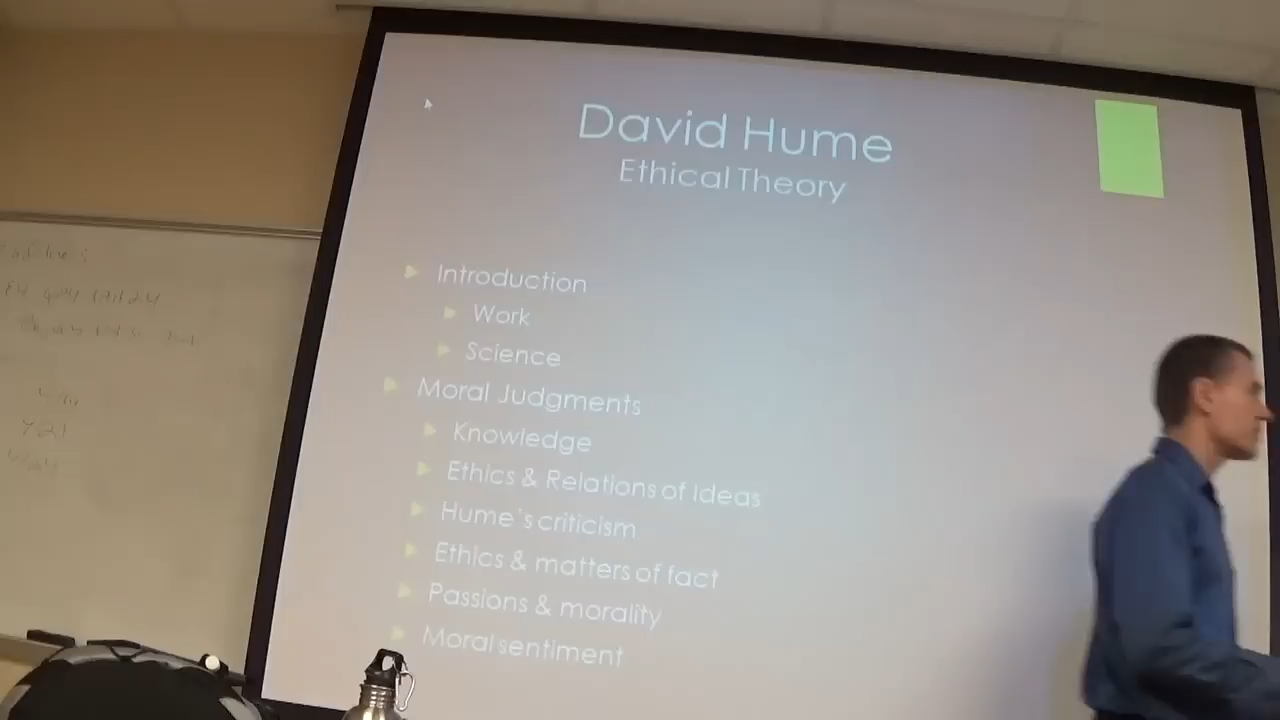 David Hume
Ethical Theory
Introduction
Work
Science
Moral Judgments
Knowledge
Ethics & Relations of Ideas
Hume's criticism
Ethics & matters of fact
Passions & morality
Moral sentiment